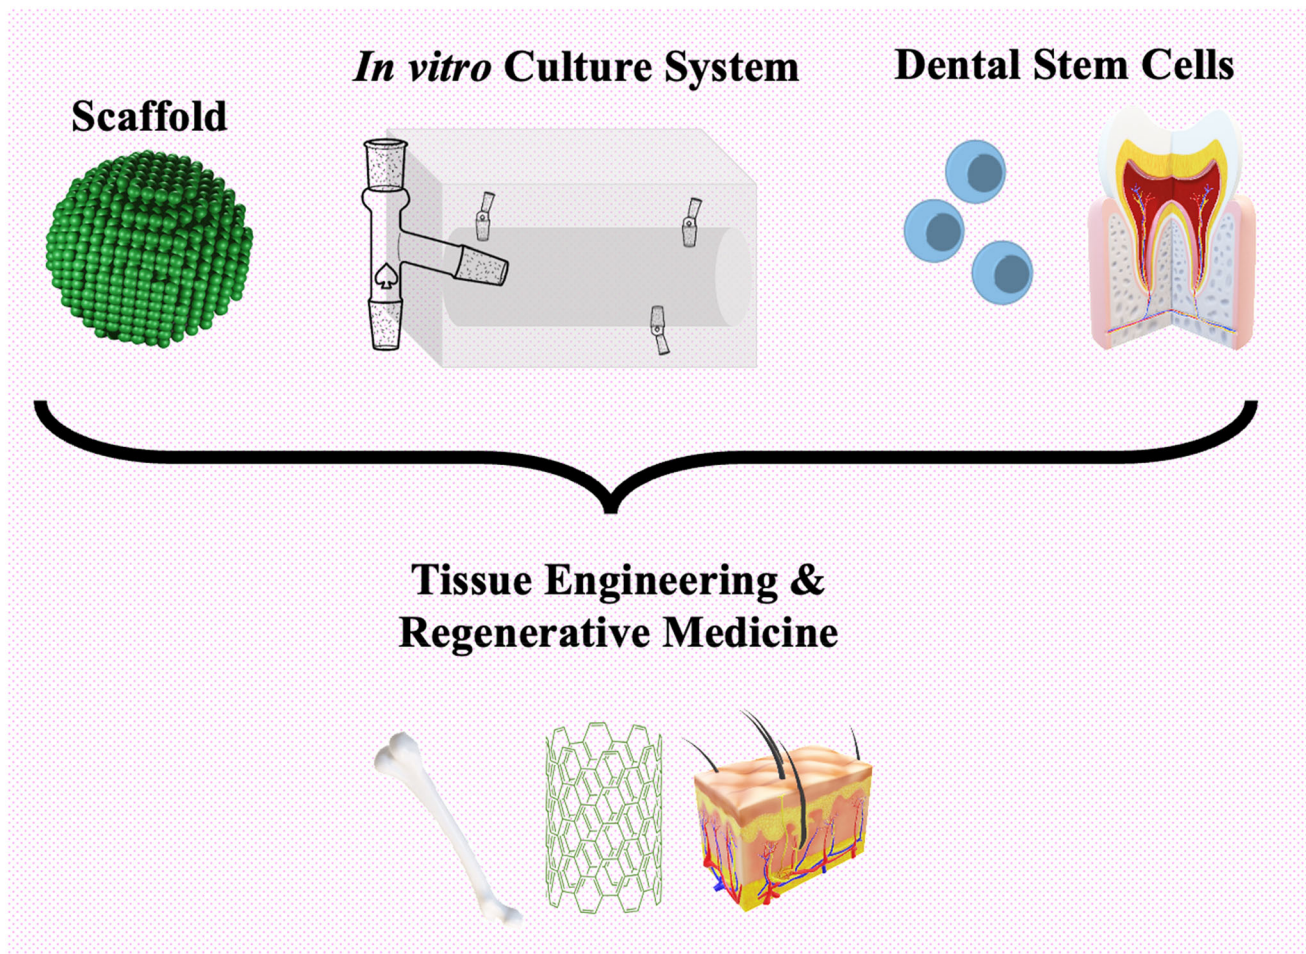 Scaffold
In vitro Culture System
Dental Stem Cells
Tissue Engineering &
Regenerative Medicine